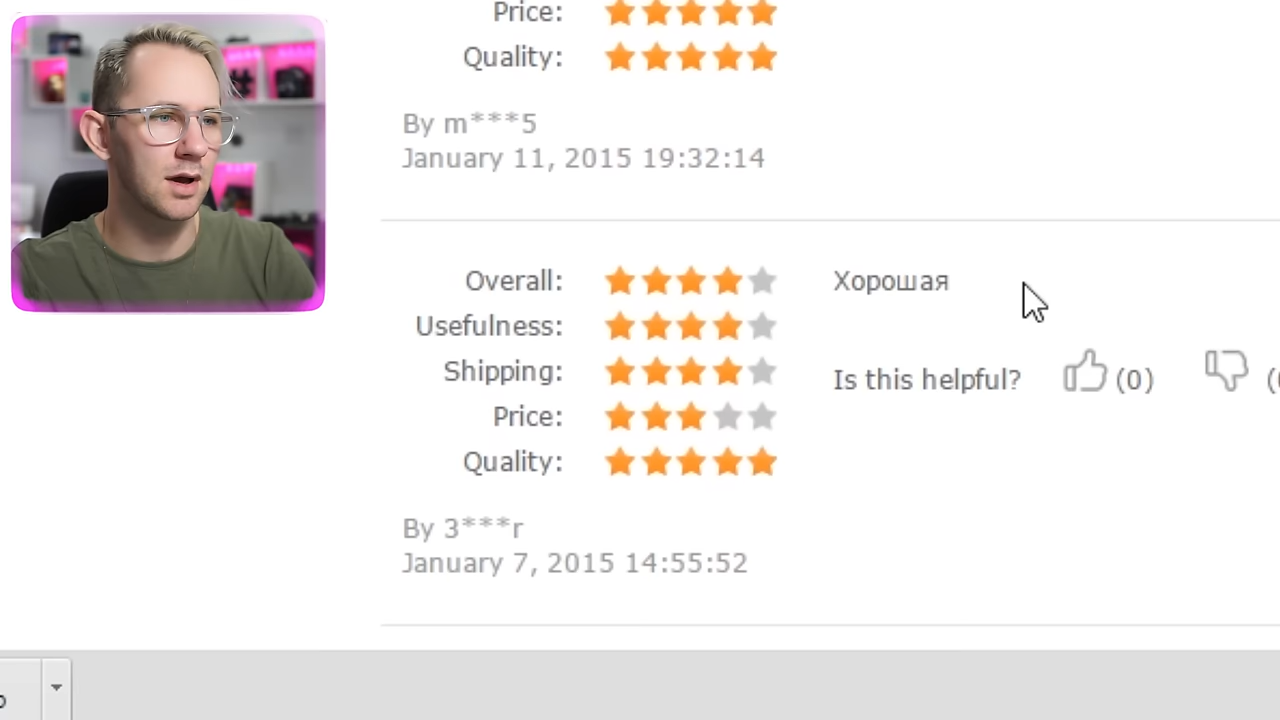 Price:
Quality:
By m***5
January 11, 2015 19:32:14
Overall:
Хорошая
Usefulness:
Shipping:
Is this helpful? (0)
Price:
Quality:
By 3***r
January 7, 2015 14:55:52